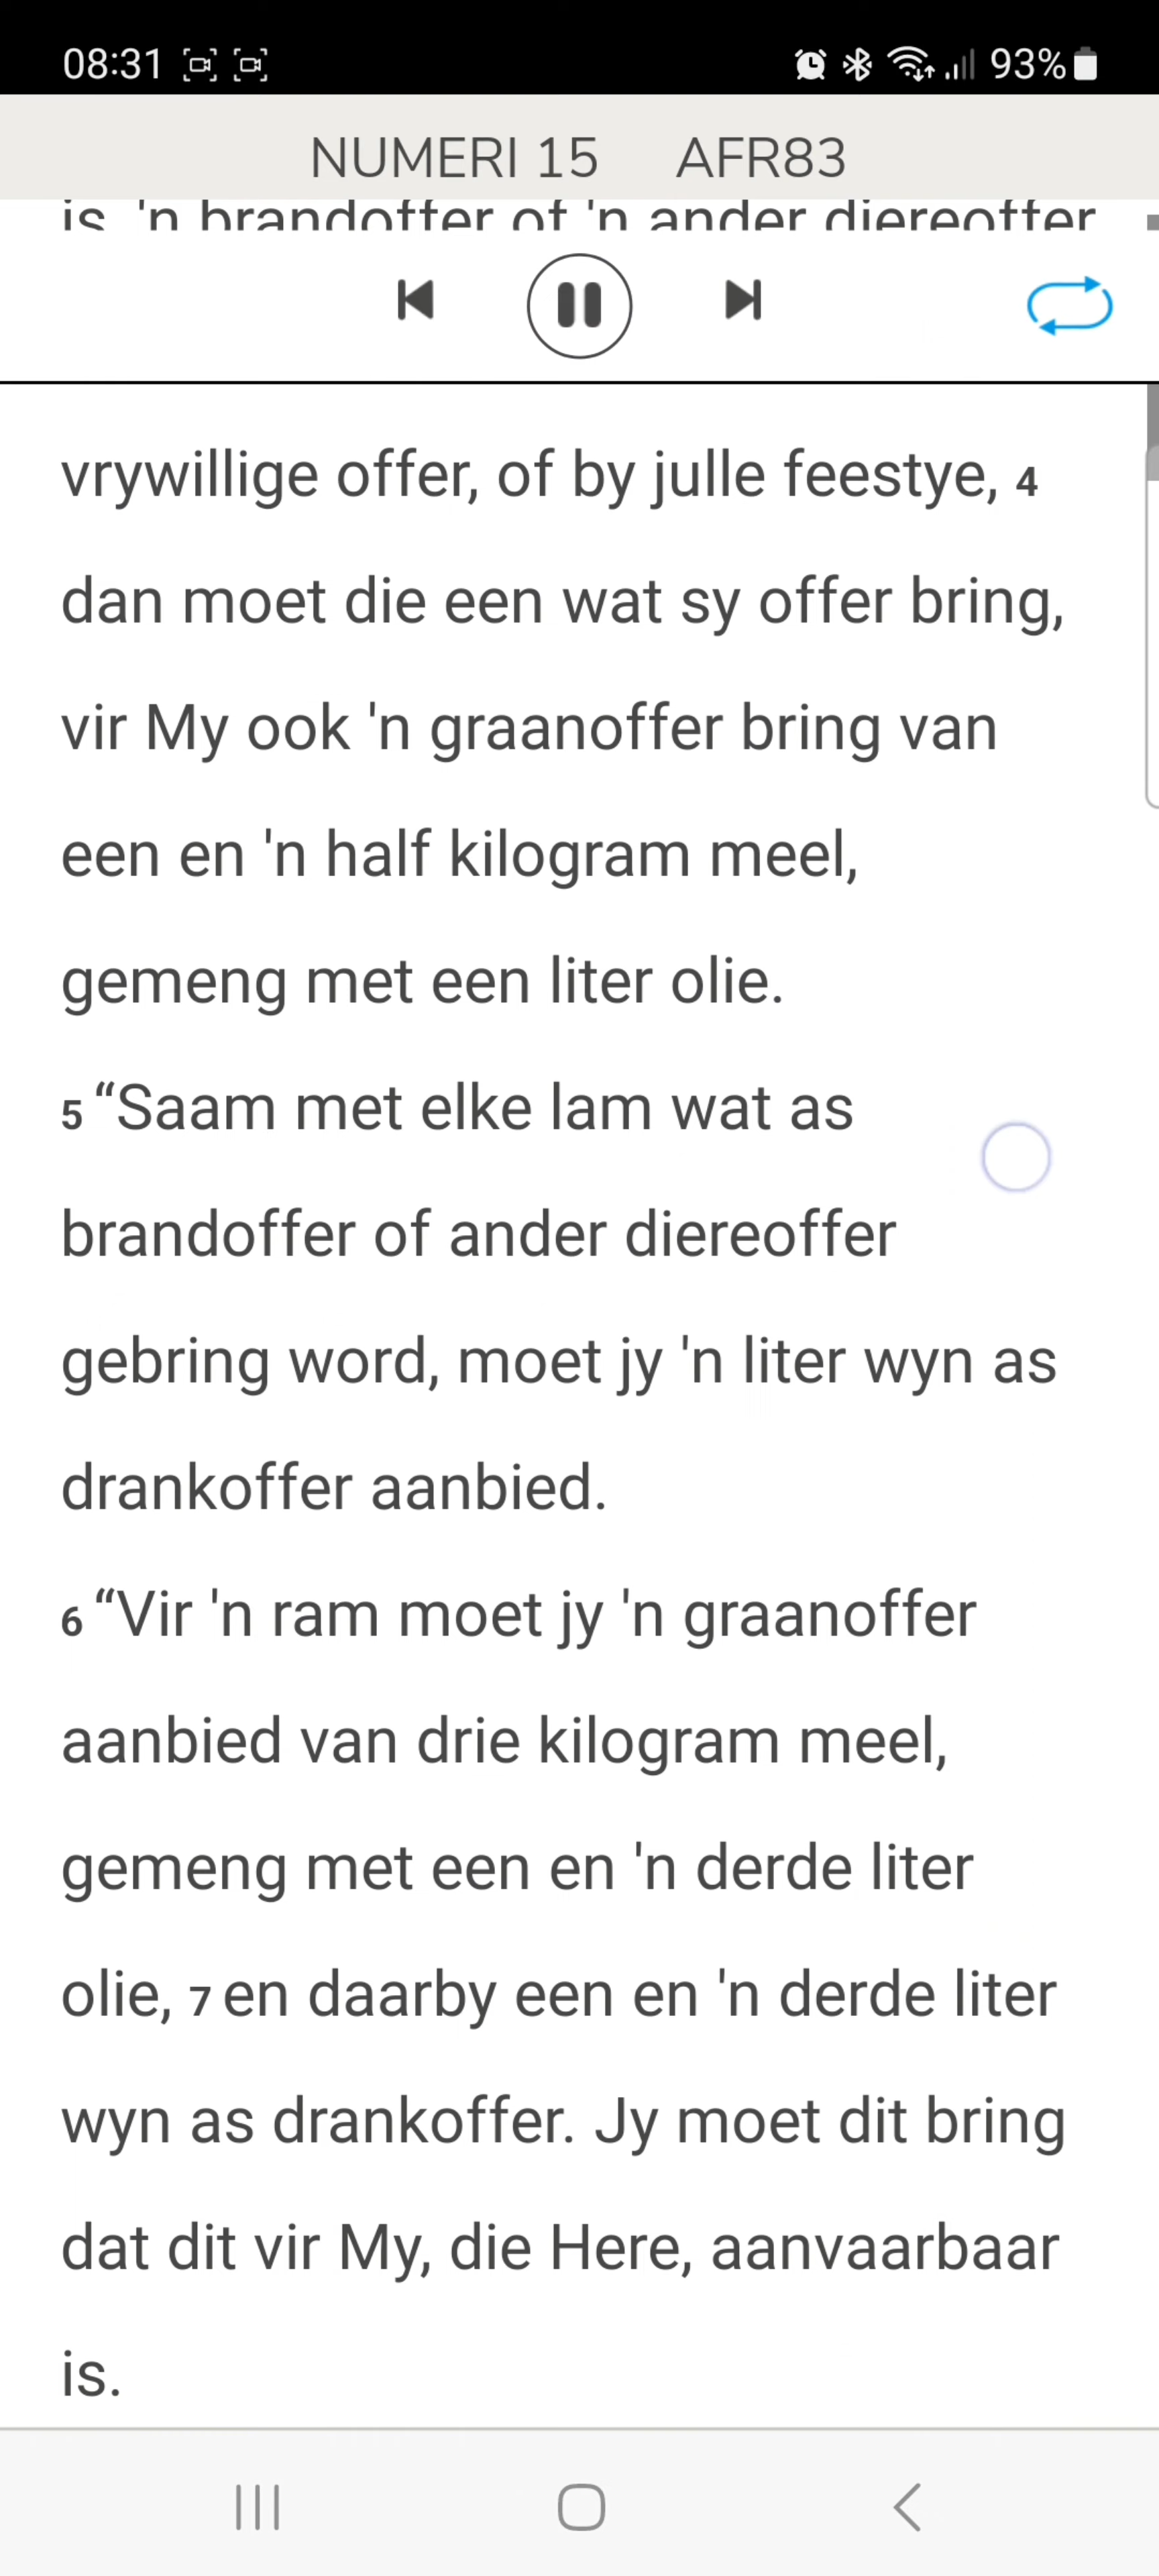 08:31 93%
NUMERI 15 AFR83
is 'n brandoffer of 'n ander diereoffer
vrywillige offer, of by julle feestye, 4
dan moet die een wat sy offer bring,
vir My ook 'n graanoffer bring van
een en 'n half kilogram meel,
gemeng met een liter olie.
5 “Saam met elke lam wat as
brandoffer of ander diereoffer
gebring word, moet jy 'n liter wyn as
drankoffer aanbied.
6 “Vir 'n ram moet jy 'n graanoffer
aanbied van drie kilogram meel,
gemeng met een en 'n derde liter
olie, 7 en daarby een en 'n derde liter
wyn as drankoffer. Jy moet dit bring
dat dit vir My, die Here, aanvaarbaar
is.